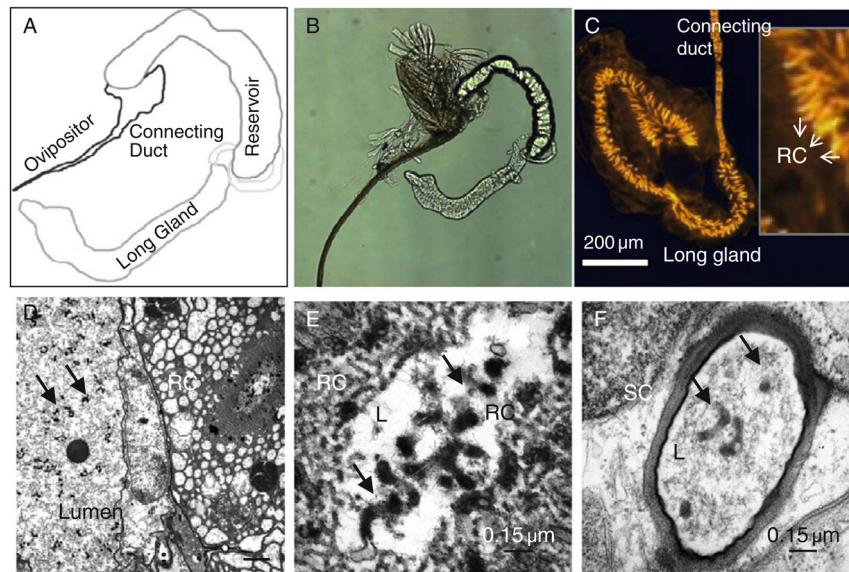 A
Ovipositor
Connecting
Duct
Reservoir
Long Gland
B
C
Connecting
duct
RC
200 µm
Long gland
D
RC
Lumen
E
RC
L
RC
0.15 µm
F
SC
L
0.15 µm